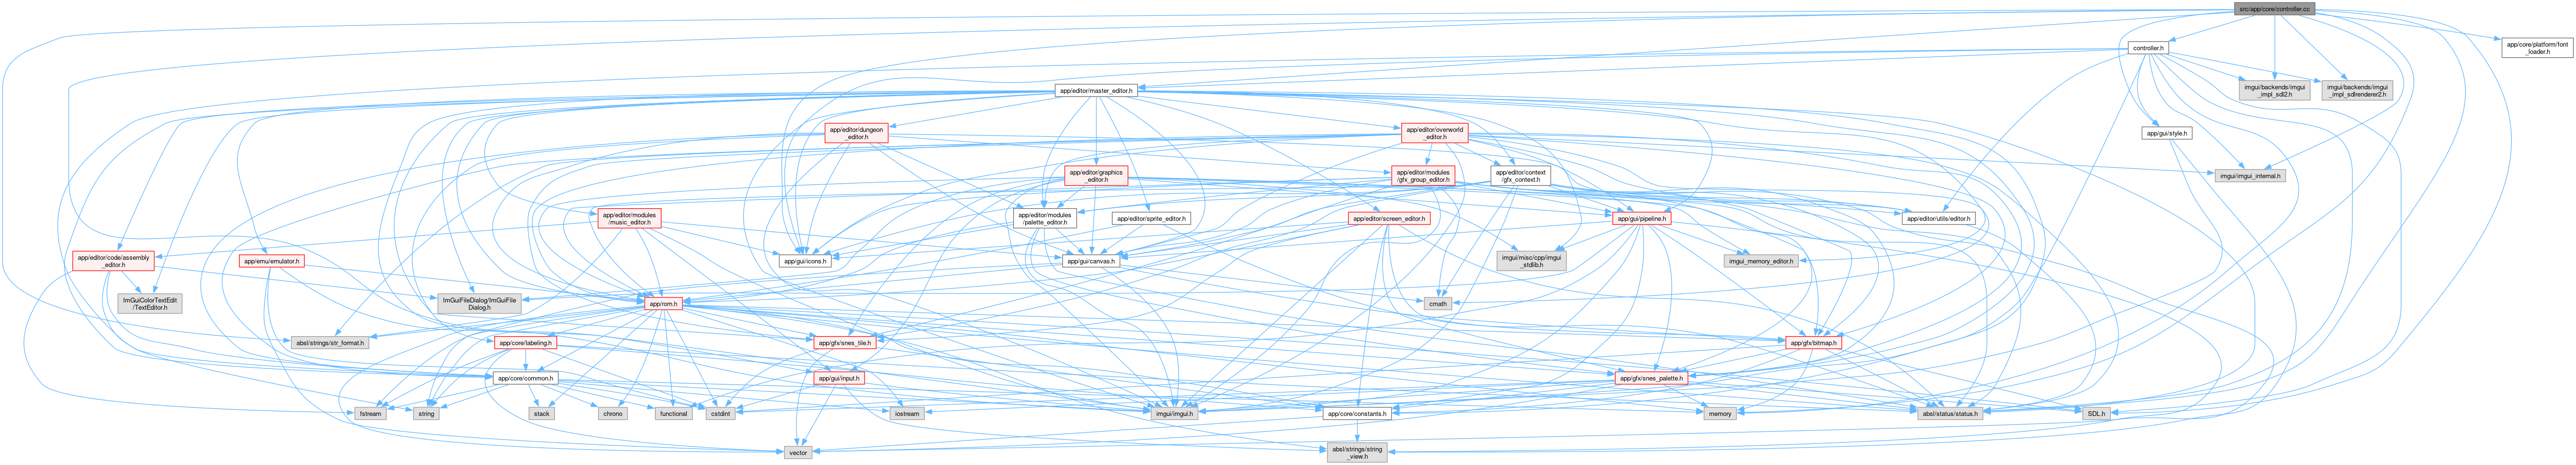 src/app/core/controller.cc
controller.h
app/core/platform/font
_loader.h
app/editor/master_editor.h
imgui/backends/imgui
_impl_sdl2.h
imgui/backends/imgui
_impl_sdlrenderer2.h
app/editor/dungeon
_editor.h
app/editor/overworld
_editor.h
app/gui/style.h
app/editor/graphics
_editor.h
app/editor/modules
/gfx_group_editor.h
app/editor/context
/gfx_context.h
imgui/imgui_internal.h
app/editor/modules
/music_editor.h
app/editor/modules
/palette_editor.h
app/editor/sprite_editor.h
app/editor/screen_editor.h
app/gui/pipeline.h
app/editor/utils/editor.h
app/editor/code/assembly
_editor.h
app/emu/emulator.h
app/gui/icons.h
app/gui/canvas.h
imgui/misc/cpp/imgui
_stdlib.h
imgui_memory_editor.h
ImGuiColorTextEdit
/TextEditor.h
ImGuiFileDialog/ImGuiFile
Dialog.h
app/rom.h
cmath
absl/strings/str_format.h
app/core/labeling.h
app/gfx/snes_tile.h
app/gfx/bitmap.h
app/core/common.h
app/gui/input.h
app/gfx/snes_palette.h
fstream
string
stack
chrono
functional
cstdint
iostream
imgui/imgui.h
app/core/constants.h
memory
absl/status/status.h
SDL.h
vector
absl/strings/string
_view.h